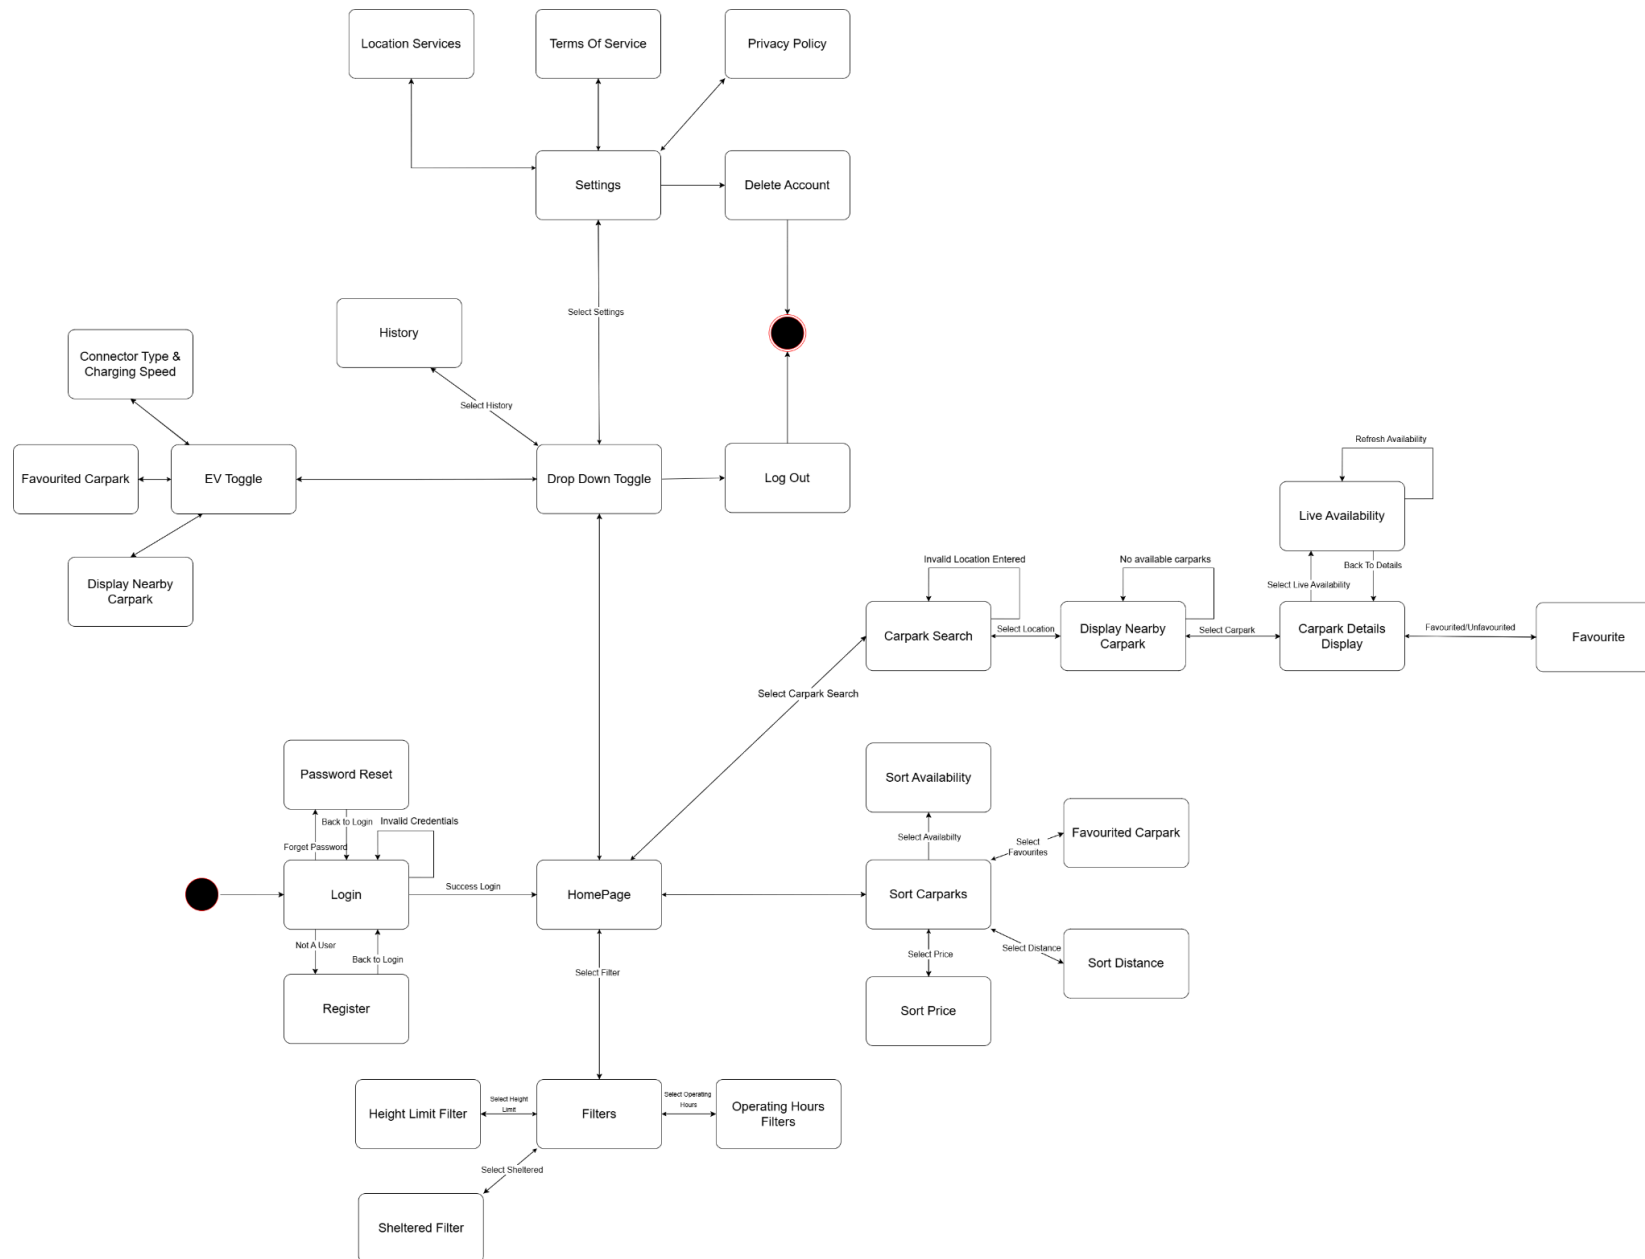 Location Services
Terms Of Service
Privacy Policy
Settings
Delete Account
Select Settings
History
Connector Type &
Charging Speed
Select History
Favourited Carpark
EV Toggle
Drop Down Toggle
Log Out
Display Nearby
Carpark
Refresh Availability
Live Availability
Invalid Location Entered
No available carparks
Back To Details
Select Live Availability
Carpark Search
Select Location
Display Nearby
Carpark
Select Carpark
Carpark Details
Display
Favourited/Unfavourited
Favourite
Select Carpark Search
Password Reset
Back to Login
Invalid Credentials
Forget Password
Login
Success Login
HomePage
Not A User
Back to Login
Register
Sort Availability
Select Availabilty
Select
Favourites
Favourited Carpark
Sort Carparks
Select Price
Select Distance
Sort Distance
Sort Price
Select Filter
Height Limit Filter
Select Height
Limit
Filters
Select Operating
Hours
Operating Hours
Filters
Select Sheltered
Sheltered Filter